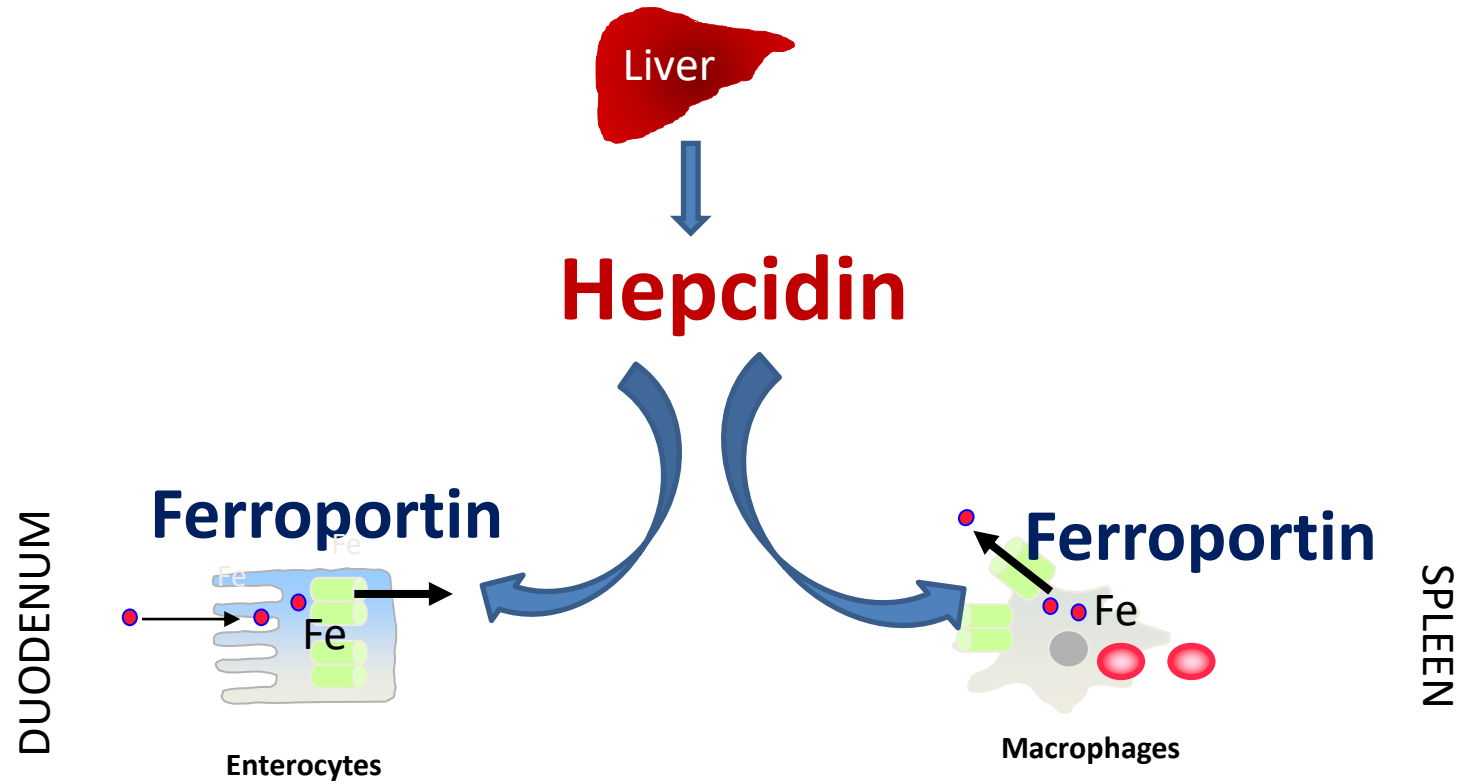 Liver
Hepcidin
Ferroportin
Fe
Fe
Fe
DUODENUM
Enterocytes
Ferroportin
Fe
SPLEEN
Macrophages